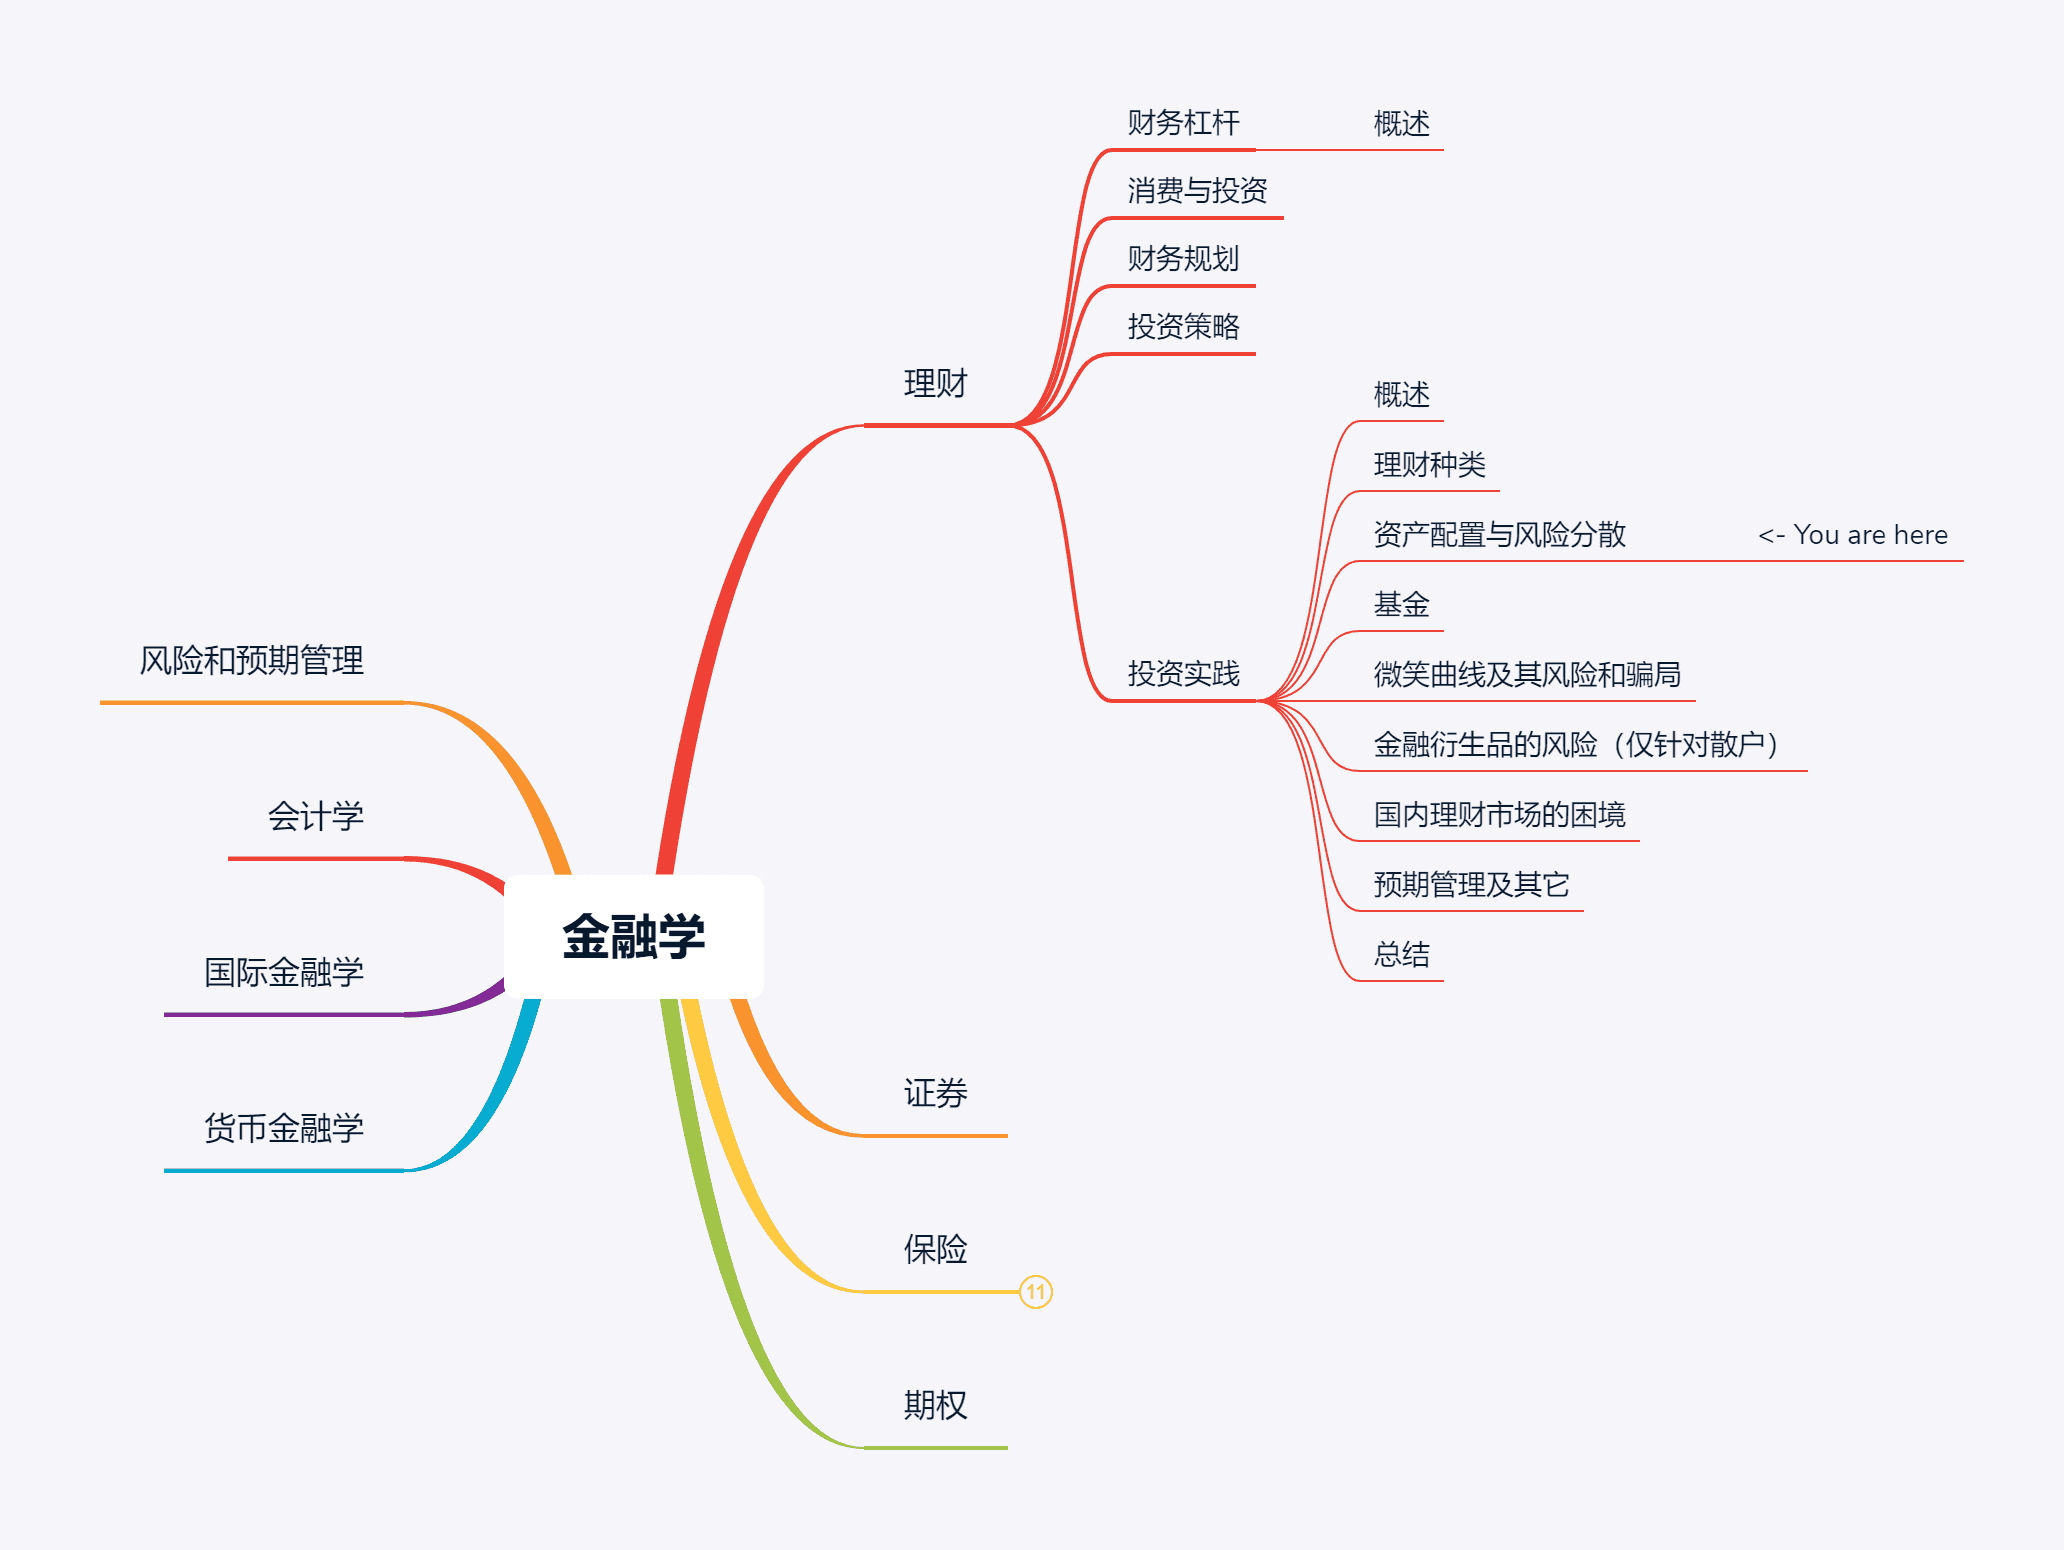 金融学
理财
财务杠杆
概述
消费与投资
财务规划
投资策略
投资实践
概述
理财种类
资产配置与风险分散
<- You are here
基金
微笑曲线及其风险和骗局
金融衍生品的风险（仅针对散户）
国内理财市场的困境
预期管理及其它
总结
证券
保险
11
期权
风险和预期管理
会计学
国际金融学
货币金融学